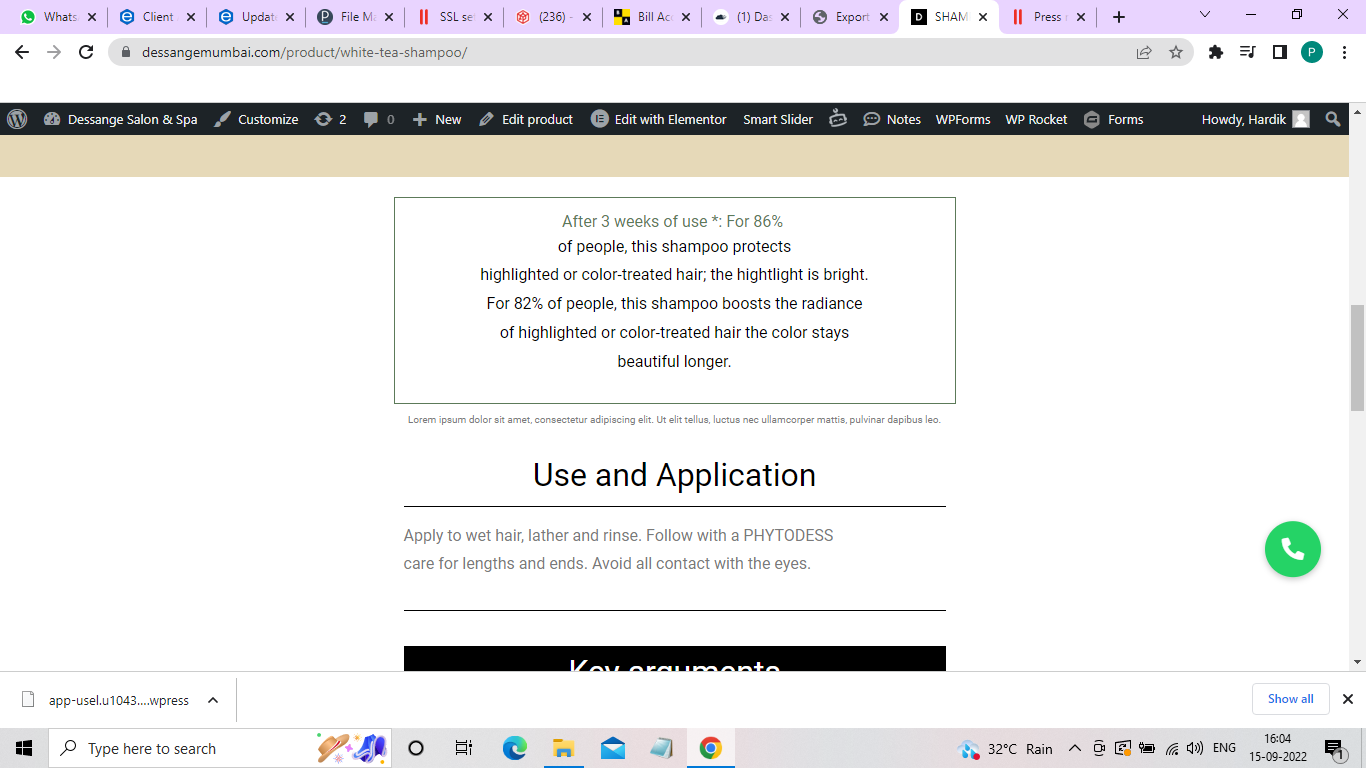 Whats
Client
Update
File Ma
SSL se
(236) -
Bill Acc
(1) Das
Export
SHAM
Press
dessangemumbai.com/product/white-tea-shampoo/
P
Dessange Salon & Spa
Customize
2
0
New
Edit product
Edit with Elementor
Smart Slider
Notes
WPForms
WP Rocket
Forms
Howdy, Hardik
After 3 weeks of use *: For 86%
of people, this shampoo protects
highlighted or color-treated hair; the hightlight is bright.
For 82% of people, this shampoo boosts the radiance
of highlighted or color-treated hair the color stays
beautiful longer.
Lorem ipsum dolor sit amet, consectetur adipiscing elit. Ut elit tellus, luctus nec ullamcorper mattis, pulvinar dapibus leo.
Use and Application
Apply to wet hair, lather and rinse. Follow with a PHYTODESS
care for lengths and ends. Avoid all contact with the eyes.
Key arguments
app-usel.u1043....wpress
Show all
Type here to search
32°C Rain
ENG
16:04
15-09-2022
1